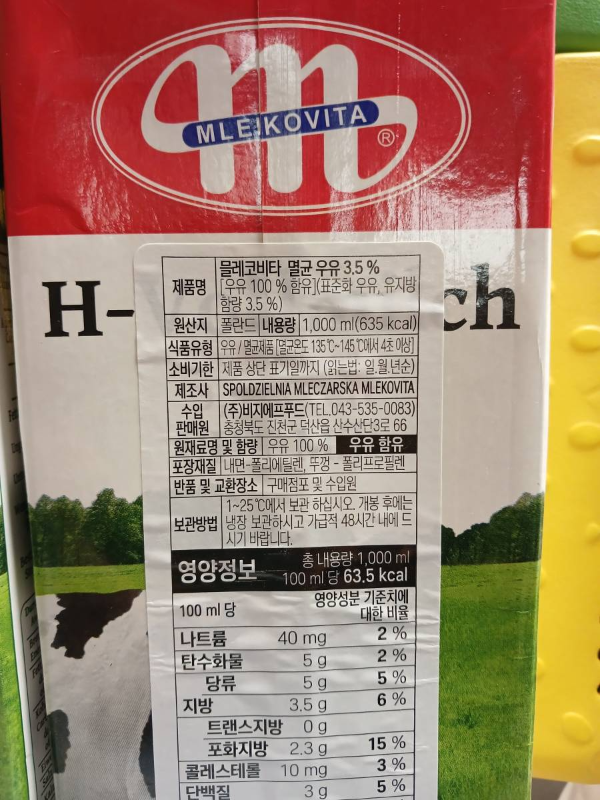 m
MLEKOVITA
®
H-
ch
제품명
믈레코비타 멸균 우유 3.5 %
[우유 100 % 함유](표준화 우유, 유지방
함량 3.5 %)
원산지 폴란드 내용량 1,000 ml(635 kcal)
식품유형 우유 / 멸균제품 [멸균온도 135℃~145℃에서 4초 이상]
소비기한 제품 상단 표기일까지 (읽는법: 일.월.년순)
제조사 SPOLDZIELNIA MLECZARSKA MLEKOVITA
수입
판매원
(주)비지에프푸드(TEL.043-535-0083)
충청북도 진천군 덕산읍 산수산단3로 66
원재료명 및 함량 우유 100 % 우유 함유
포장재질 내면-폴리에틸렌, 뚜껑 - 폴리프로필렌
반품 및 교환장소 구매점포 및 수입원
보관방법
1~25℃에서 보관 하십시오. 개봉 후에는
냉장 보관하시고 가급적 48시간 내에 드
시기 바랍니다.
영양정보
총 내용량 1,000 ml
100 ml 당 63.5 kcal
100 ml 당
영양성분 기준치에
대한 비율
나트륨 40 mg 2 %
탄수화물 5 g 2 %
당류 5 g 5 %
지방 3.5 g 6 %
트랜스지방 0 g
포화지방 2.3 g 15 %
콜레스테롤 10 mg 3 %
단백질 3 g 5 %